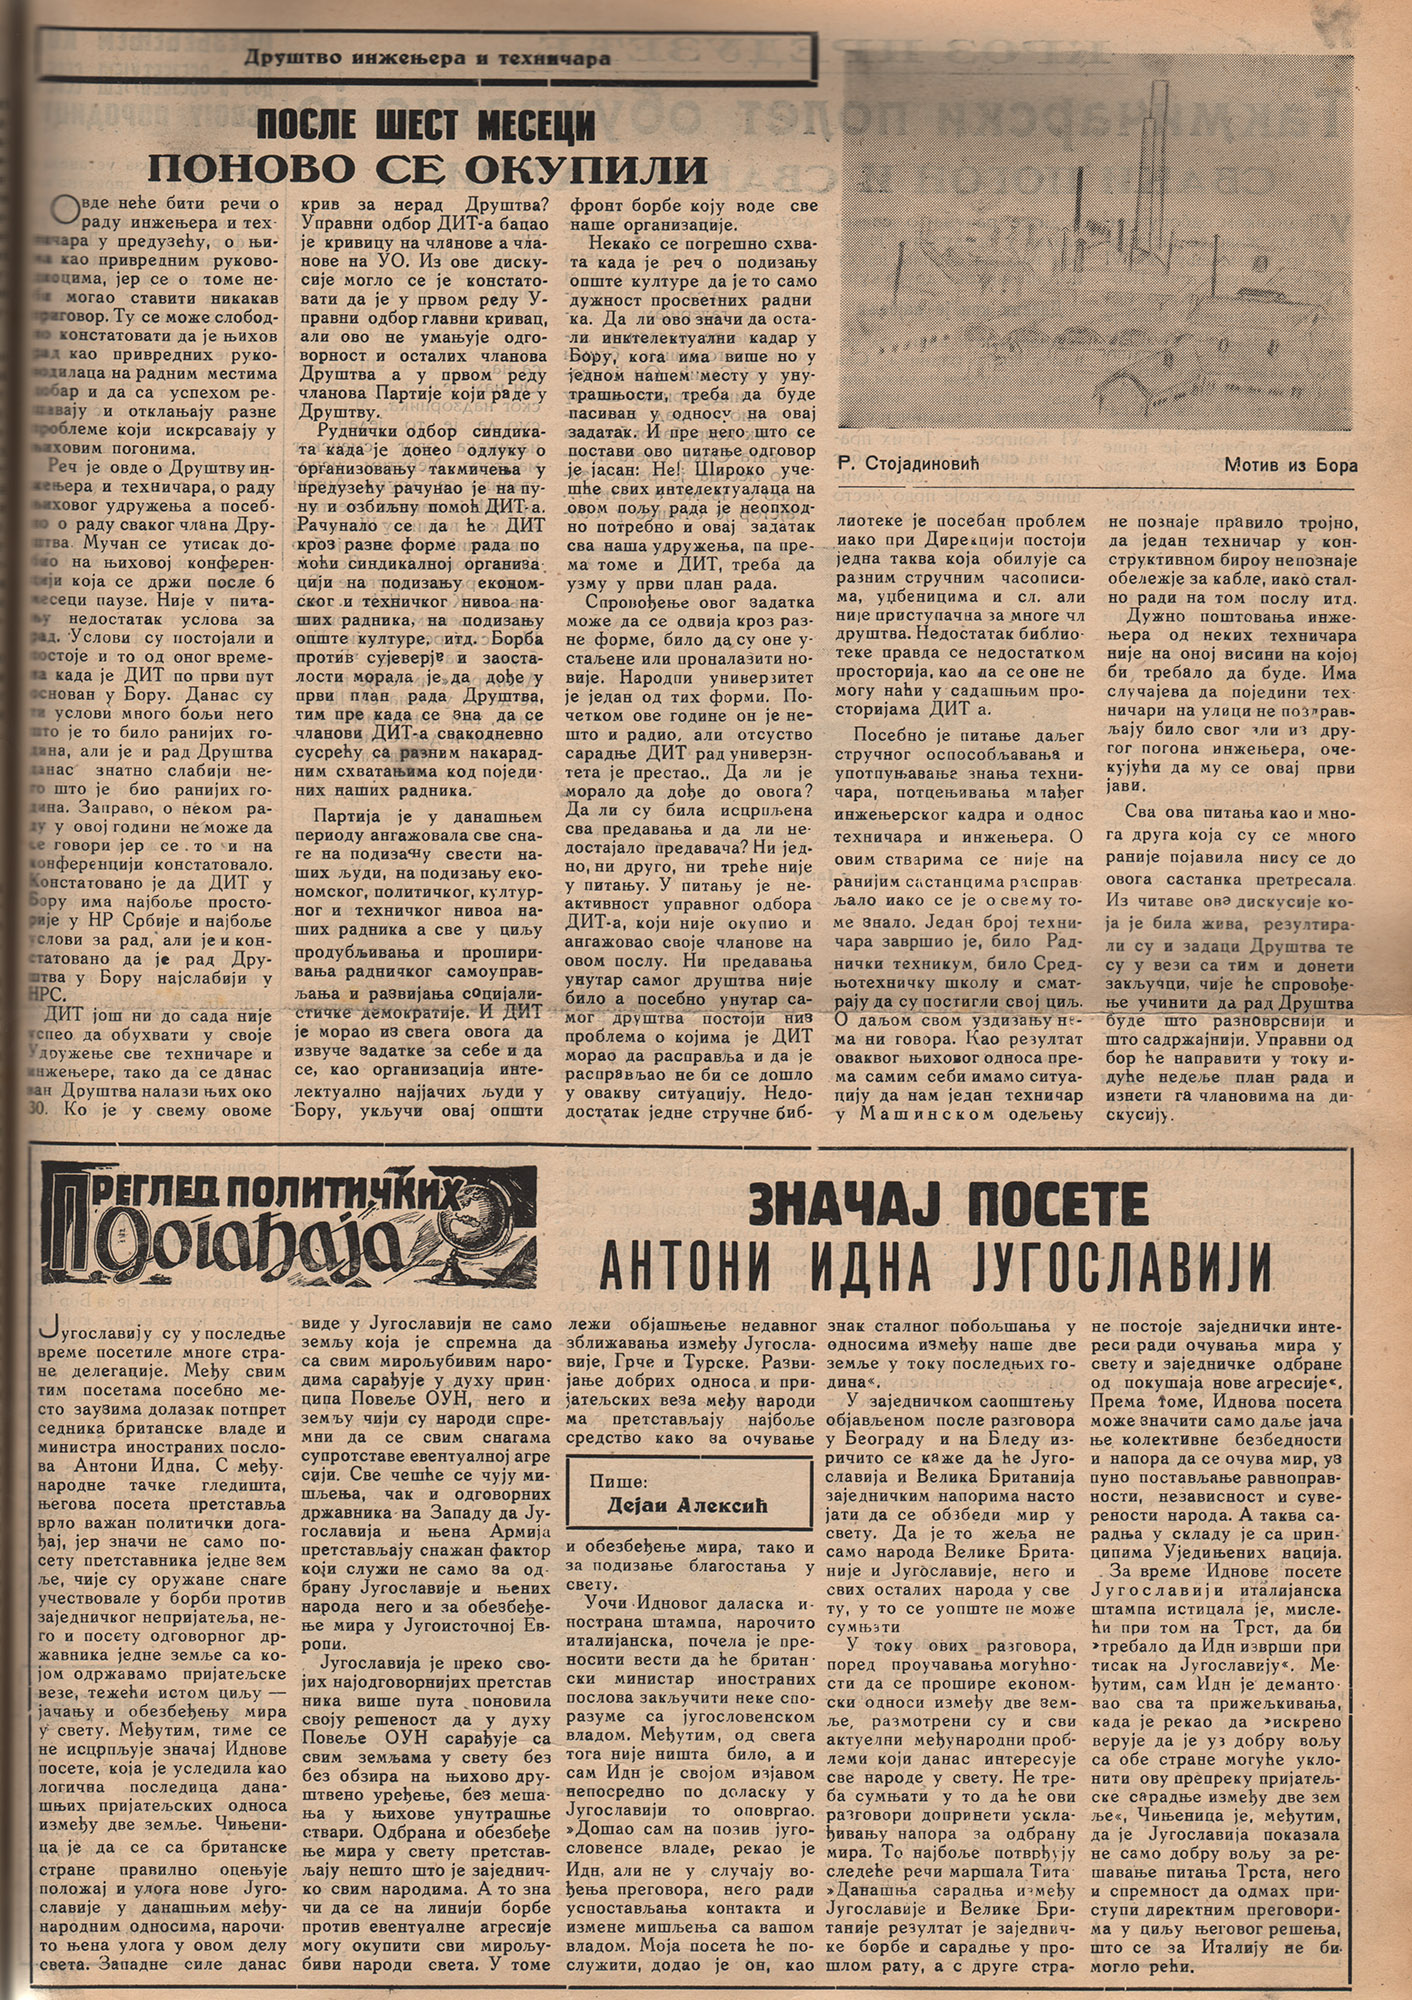 Друштво инжењера и техничара
ПОСЛЕ ШЕСТ МЕСЕЦИ
ПОНОВО СЕ ОКУПИЛИ
Овде неће бити речи о
раду инжењера и тех-
чара у предузећу, о њи-
као привредним руково-
цима, јер се о томе не-
могао ставити никакав
говор. Ту се може слобод-
констатовати да је њихов
рад као привредних руко-
водилаца на радним местима
добар и да са успехом ре-
шавају и отклањају разне
проблеме који искрсавају у
њиховим погонима.
Реч је овде о Друштву ин-
жењера и техничара, о раду
њиховог удружења а посеб-
но о раду сваког члана Дру-
штва. Мучан се утисак до-
био на њиховој конферен-
цији која се држи после 6
месеци паузе. Није у пита-
њу недостатак услова за
рад. Услови су постојали и
постоје и то од оног време-
на када је ДИТ по први пут
основан у Бору. Данас су
ти услови много бољи него
што је то било ранијих го-
дина, али је и рад Друштва
данас знатно слабији не-
го што је био ранијих го-
дина. Заправо, о неком ра-
ду у овој години не може да
се говори јер се то и на
конференцији констатовало.
Констатовано је да ДИТ у
Бору има најбоље просто-
рије у НР Србије и најбоље
услови за рад, али је и кон-
статовано да је рад Дру-
штва у Бору најслабији у
НРС.
ДИТ још ни до сада није
успео да обухвати у своје
Удружење све техничаре и
инжењере, тако да се данас
ван Друштва налази њих око
30. Ко је у свему овоме
крив за нерад Друштва?
Управни одбор ДИТ-а бацао
је кривицу на чланове а чла-
нове на УО. Из ове диску-
сије могло се је констато-
вати да је у првом реду У-
правни одбор главни кривац,
али ово не умањује одго-
ворност и осталих чланова
Друштва а у првом реду
чланова Партије који раде у
Друштву.
Руднички одбор синдика-
та када је донео одлуку о
организовању такмичења у
предузећу рачунао је на пу-
ну и озбиљну помоћ ДИТ-а.
Рачунало се да ће ДИТ
кроз разне форме рада по
моћи синдикалној организа
цији на подизању економ-
ског и техничког нивоа на-
ших радника, на подизању
опште културе, итд. Борба
против сујеверја и заоста-
лости морала је да дође у
први план рада Друштва,
тим пре када се зна да се
чланови ДИТ-а свакодневно
сусрећу са разним накарад-
ним схватањима код поједи-
них наших радника.
Партија је у данашњем
периоду ангажовала све сна-
ге на подизању свести на-
ших људи, на подизању еко-
номског, политичког, култур-
ног и техничког нивоа на-
ших радника а све у циљу
продубљивања и прошири-
вања радничког самоуправ-
љања и развијања социјали-
стичке демократије. И ДИТ
је морао из свега овога да
извуче задатке за себе и да
се, као организација инте-
лектуално најјачих људи у
Бору, укључи овај општи
фронт борбе коју воде све
наше организације.
Некако се погрешно схва-
та када је реч о подизању
опште културе да је то само
дужност просветних радни
ка. Да ли ово значи да оста-
ли инктелектуални кадар у
Бору, кога има више но у
једном нашем месту у уну-
трашњости, треба да буде
пасиван у односу на овај
задатак. И пре него што се
постави ово питање одговор
је јасан: Не! Широко уче-
шће свих интелектуалаца на
овом пољу рада је неопход-
но потребно и овај задатак
сва наша удружења, па пре-
ма томе и ДИТ, треба да
узму у први план рада.
Спровођење овог задатка
може да се одвија кроз раз-
не форме, било да су оне у-
стаљене или проналазити но-
вије. Народни универзитет
је један од тих форми. По-
четком ове године он је не-
што и радио, али отсуство
сарадње ДИТ рад универзи-
тета је престао.. Да ли је
морало да дође до овога?
Да ли су била исцрпљена
сва предавања и да ли не-
достајало предавача? Ни јед-
но, ни друго, ни треће није
у питању. У питању је не-
активност управног одбора
ДИТ-а, који није окупио и
ангажовао своје чланове на
овом послу. Ни предавања
унутар самог друштва није
било а посебно унутар са-
мог друштва постоји низ
проблема о којима је ДИТ
морао да расправља и да је
расправљао не би се дошло
у овакву ситуацију. Недо-
достатак једне стручне биб-
Р. Стојадиновић Мотив из Бора
лиотеке је посебан проблем
иако при Дирекцији постоји
једна таква која обилује са
разним стручним часописи-
ма, уџбеницима и сл. али
није приступачна за многе чл
друштва. Недостатак библио-
теке правда се недостатком
просторија, као да се оне не
могу наћи у садашњим про-
сторијама ДИТ а.
Посебно је питање даљег
стручног оспособљавања и
употпуњавање знања техни-
чара, потцењивања млађег
инжењерског кадра и однос
техничара и инжењера. О
овим стварима се није на
ранијим састанцима расправ
љало иако се је о свему то-
ме знало. Један број техни-
чара завршио је, било Рад-
нички техникум, било Сред-
њотехничку школу и смат-
рају да су постигли свој циљ.
О даљом свом уздизању не-
ма ни говора. Као резултат
оваквог њиховог односа пре-
ма самим себи имамо ситуа-
цију да нам један техничар
у Машинском одељењу
не познаје правило тројно,
да један техничар у кон-
структивном бироу непознаје
обележје за кабле, иако стал-
но ради на том послу итд.
Дужно поштовања инже-
њера од неких техничара
није на оној висини на којој
би требало да буде. Има
случајева да поједини тех-
ничари на улици не поздрав-
љају било свог или из дру-
гог погона инжењера, оче-
кујући да му се овај први
јави.
Сва ова питања као и мно-
га друга која су се много
раније појавила нису се до
овога састанка претресала.
Из читаве ове дискусије ко-
ја је била жива, резултира-
ли су и задаци Друштва те
су у вези са тим и донети
закључци, чије ће спровође-
ње учинити да рад Друштва
буде што разноврснији и
што садржајнији. Управни од
бор ће направити у току и-
дуће недеље план рада и
изнети га члановима на ди-
скусију.
ПРЕГЛЕД ПОЛИТИЧКИХ
Догађаја
ЗНАЧАЈ ПОСЕТЕ
АНТОНИ ИДНА ЈУГОСЛАВИЈИ
Југославију су у последње
време посетиле многе стра-
не делегације. Међу свим
тим посетама посебно ме-
сто заузима долазак потпрет
седника британске владе и
министра иностраних посло-
ва Антони Идна. С међу-
народне тачке гледишта,
његова посета претставља
врло важан политички дога-
ђај, јер значи не само по-
сету претставника једне зем
ље, чије су оружане снаге
учествовале у борби против
заједничког непријатеља, не-
го и посету одговорног др-
жавника једне земље са ко-
јом одржавамо пријатељске
везе, тежећи истом циљу —
јачању и обезбеђењу мира
у свету. Међутим, тиме се
не исцрпљује значај Иднове
посете, која је уследила као
логична последица дана-
шњих пријатељских односа
између две земље. Чињени-
ца је да се са британске
стране правилно оцењује
положај и улога нове Југо-
славије у данашњим међу-
народним односима, нарочи-
то њена улога у овом делу
света. Западне силе данас
виде у Југославији не само
земљу која је спремна да
са свим мирољубивим наро-
дима сарађује у духу прин-
ципа Повеље ОУН, него и
земљу чији су народи спре-
мни да се свим снагама
супротставе евентуалној агре
сији. Све чешће се чују ми-
шљења, чак и одговорних
државника на Западу да Ју-
гославија и њена Армија
претстављају снажан фактор
који служи не само за од-
брану Југославије и њених
народа него и за обезбеђе-
ње мира у Југоисточној Ев-
ропи.
Југославија је преко сво-
јих најодговорнијих претстав
ника више пута поновила
своју решеност да у духу
Повеље ОУН сарађује са
свим земљама у свету без
без обзира на њихово дру-
штвено уређење, без меша-
ња у њихове унутрашње
ствари. Одбрана и обезбеђе
ње мира у свету претстав-
љају нешто што је заједнич-
ко свим народима. А то зна
чи да се на линији борбе
против евентуалне агресије
могу окупити сви мирољу-
биви народи света. У томе
лежи објашњење недавног
зближавања између Југосла-
вије, Грче и Турске. Разви-
јање добрих односа и при-
јатељских веза међу народи
ма претстављају најбоље
средство како за очување
Пише:
Дејан Алексић
и обезбеђење мира, тако и
за подизање благостања у
свету.
Уочи Идновог даласка и-
нострана штампа, нарочито
италијанска, почела је пре-
носити вести да ће британ-
ски министар иностраних
послова закључити неке спо-
разуме са југословенском
владом. Међутим, од свега
тога није ништа било, а и
сам Идн је својом изјавом
непосредно по доласку у
Југославији то оповргао.
»Дошао сам на позив југо-
словенсе владе, рекао је
Идн, али не у случају во-
ђења преговора, него ради
успостављања контакта и
измене мишљења са вашом
владом. Моја посета ће по-
служити, додао је он, као
знак сталног побољшања у
односима између наше две
земље у току последњих го-
дина«.
У заједничком саопштењу
објављеном после разговора
у Београду и на Бледу из-
ричито се каже да ће Југо-
славија и Велика Британија
заједничким напорима насто
јати да се обзбеди мир у
свету. Да је то жеља не
само народа Велике Брита-
није и Југославије, него и
свих осталих народа у све
ту, у то се уопште не може
сумњати
У току ових разговора,
поред проучавања могућно-
сти да се прошире економ-
ски односи између две зем-
ље, размотрени су и сви
актуелни међународни проб-
леми који данас интересује
све народе у свету. Не тре-
ба сумњати у то да ће ови
разговори допринети ускла-
ђивању напора за одбрану
мира. То најбоље потврђују
следеће речи маршала Тита
»Данашња сарадња између
Југославије и Велике Бри-
таније резултат је заједнич-
ке борбе и сарадње у про-
шлом рату, а с друге стра-
не постоје заједнички инте-
реси ради очувања мира у
свету и заједничке одбране
од покушаја нове агресије«.
Према томе, Иднова посета
може значити само даље јача
ње колективне безбедности
и напора да се очува мир, уз
пуно постављање равноправ-
ности, независност и суве-
рености народа. А таква са-
радња у складу је са прин-
ципима Уједињених нација.
За време Иднове посете
Југославији италијанска
штампа истицала је, мисле-
ћи при том на Трст, да би
»требало да Идн изврши при
тисак на Југославију«. Ме-
ђутим, сам Идн је деманто-
вао сва та прижељкивања,
када је рекао да »искрено
верује да је уз добру вољу
са обе стране могуће укло-
нити ову препреку пријатељ-
ске сарадње између две зем
ље«, Чињеница је, међутим,
да је Југославија показала
не само добру вољу за ре-
шавање питања Трста, него
и спремност да одмах при-
ступи директним преговори-
ма у циљу његовог решења,
што се за Италију не би
могло рећи.